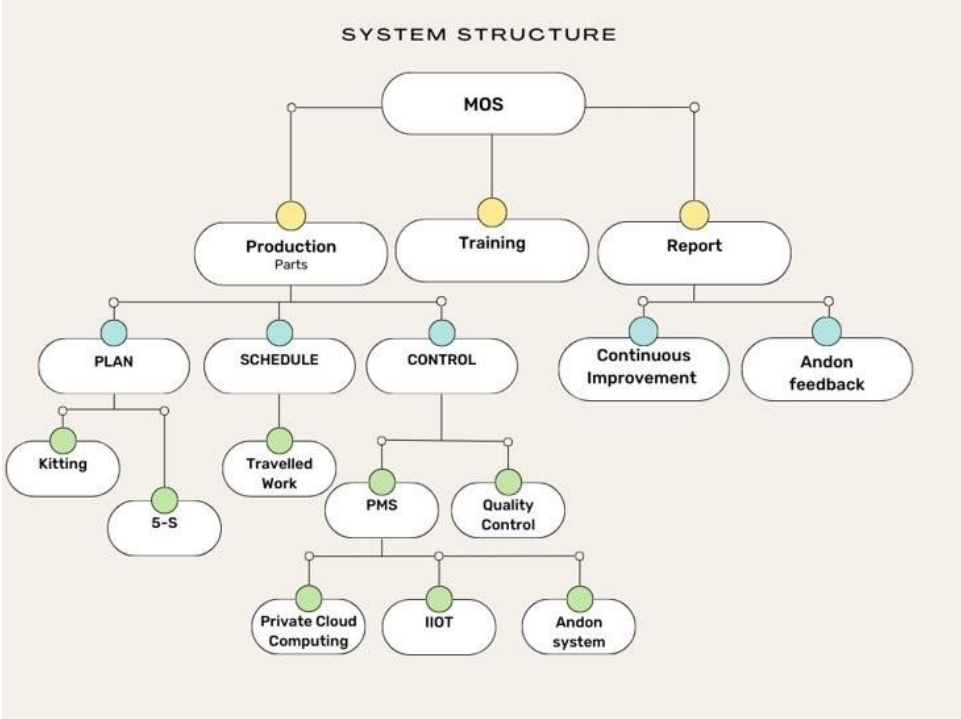 SYSTEM STRUCTURE
MOS
Production
Parts
Training
Report
PLAN
SCHEDULE
CONTROL
Continuous
Improvement
Andon
feedback
Kitting
5-S
Travelled
Work
PMS
Quality
Control
Private Cloud
Computing
IIOT
Andon
system